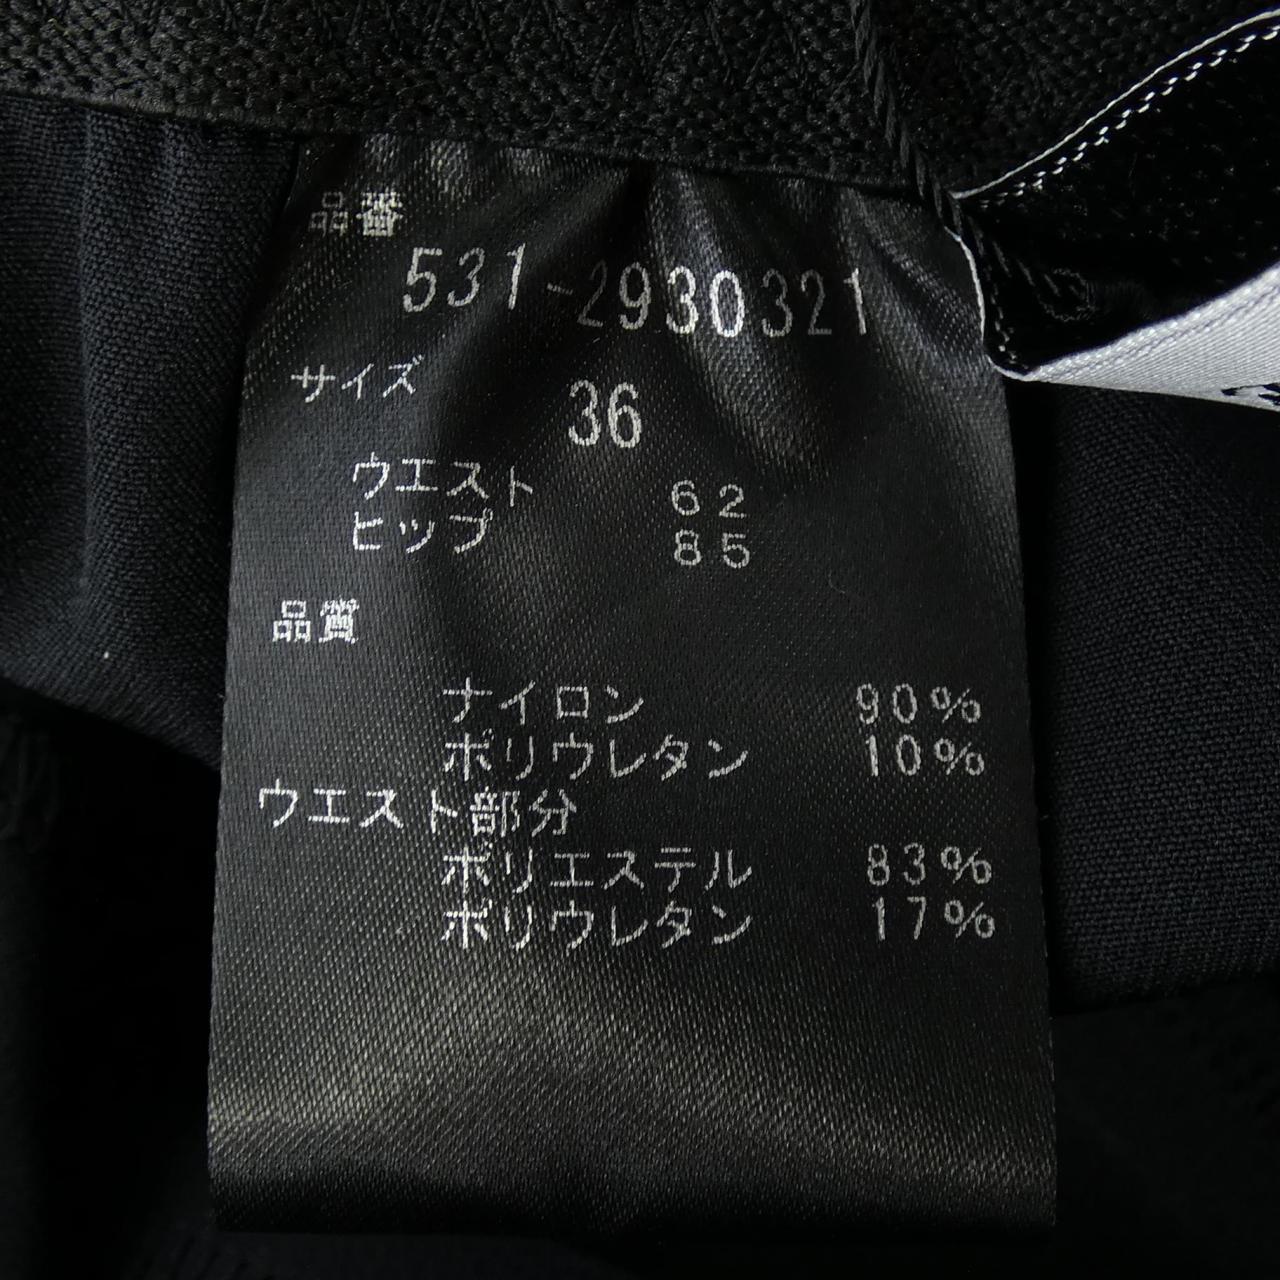 品番
531-2930321
サイズ 36
ウエスト 62
ヒップ 85
品質
ナイロン 90%
ポリウレタン 10%
ウエスト部分
ポリエステル 83%
ポリウレタン 17%